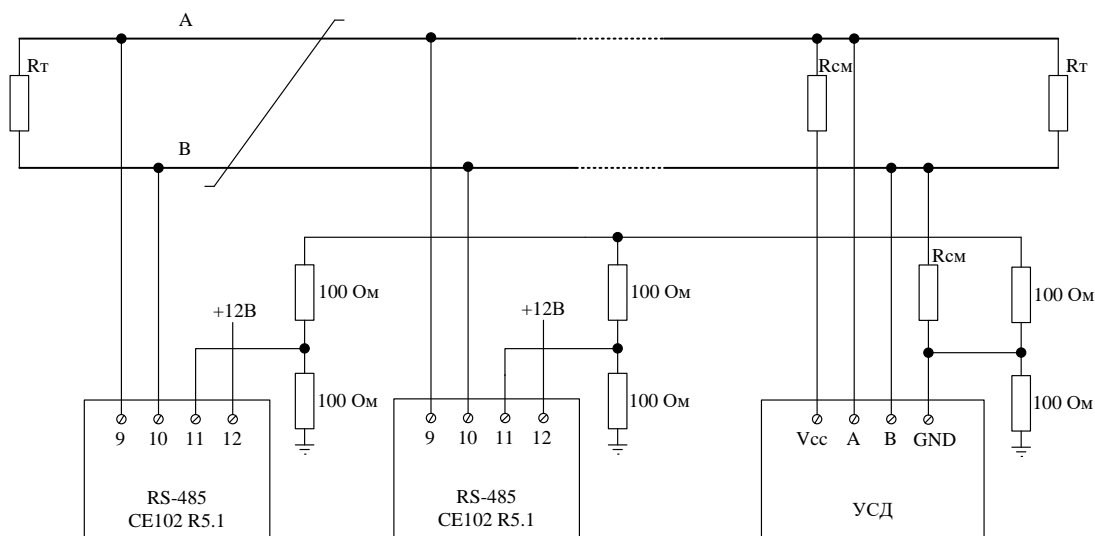 A
Rт
Rсм
Rт
B
Rсм
100 Ом
100 Ом
100 Ом
+12В
+12В
100 Ом
100 Ом
100 Ом
9 10 11 12
9 10 11 12
Vcc A B GND
RS-485
CE102 R5.1
RS-485
CE102 R5.1
УСД